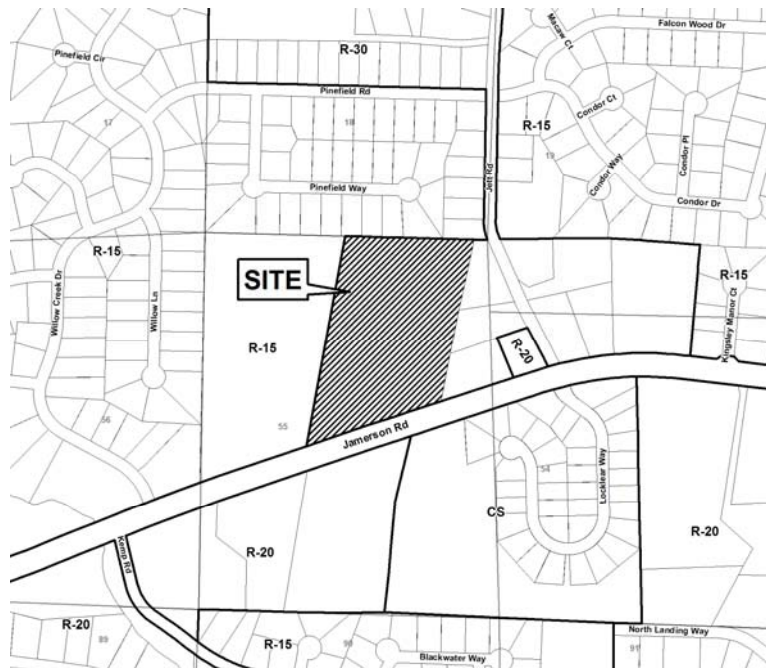 Macaw Ct
Falcon Wood Dr
R-30
Pinefield Cir
Pinefield Rd
Condor Ct
17
18
R-15
19
Condor Pl
Jett Rd
Condor Way
Pinefield Way
Condor Dr
R-15
SITE
R-15
Willow Creek Dr
Willow Ln
Kingsley Manor Ct
R-15
R-20
56
55
Jamerson Rd
54
Locklear Way
CS
R-20
R-20
Kemp Rd
R-20
89
R-15
90
Blackwater Way
North Landing Way
91